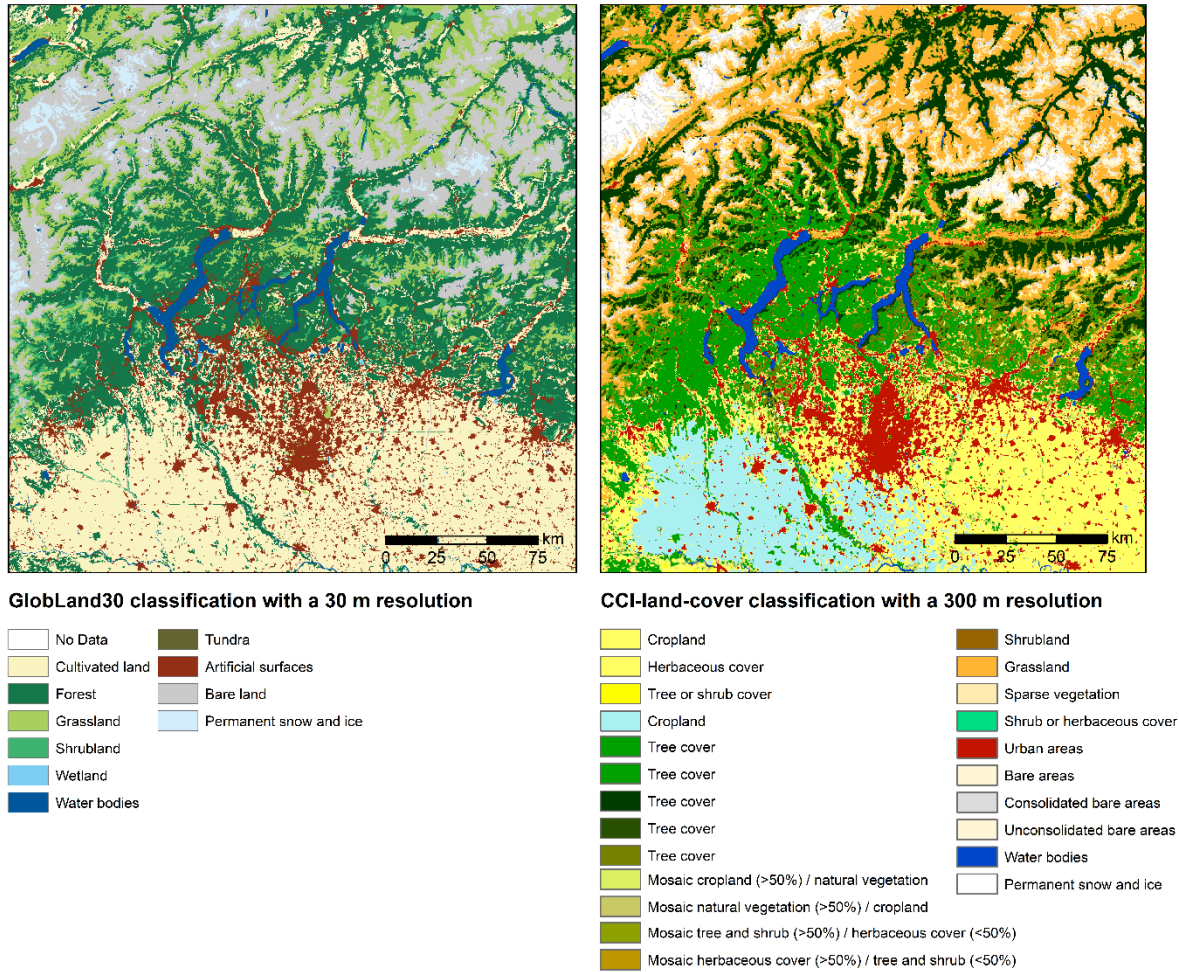 km
0 25 50 75
km
0 25 50 75
GlobLand30 classification with a 30 m resolution
No Data
Cultivated land
Forest
Grassland
Shrubland
Wetland
Water bodies
Tundra
Artificial surfaces
Bare land
Permanent snow and ice
CCI-land-cover classification with a 300 m resolution
Cropland
Herbaceous cover
Tree or shrub cover
Cropland
Tree cover
Tree cover
Tree cover
Tree cover
Tree cover
Mosaic cropland (>50%) / natural vegetation
Mosaic natural vegetation (>50%) / cropland
Mosaic tree and shrub (>50%) / herbaceous cover (<50%)
Mosaic herbaceous cover (>50%) / tree and shrub (<50%)
Shrubland
Grassland
Sparse vegetation
Shrub or herbaceous cover
Urban areas
Bare areas
Consolidated bare areas
Unconsolidated bare areas
Water bodies
Permanent snow and ice